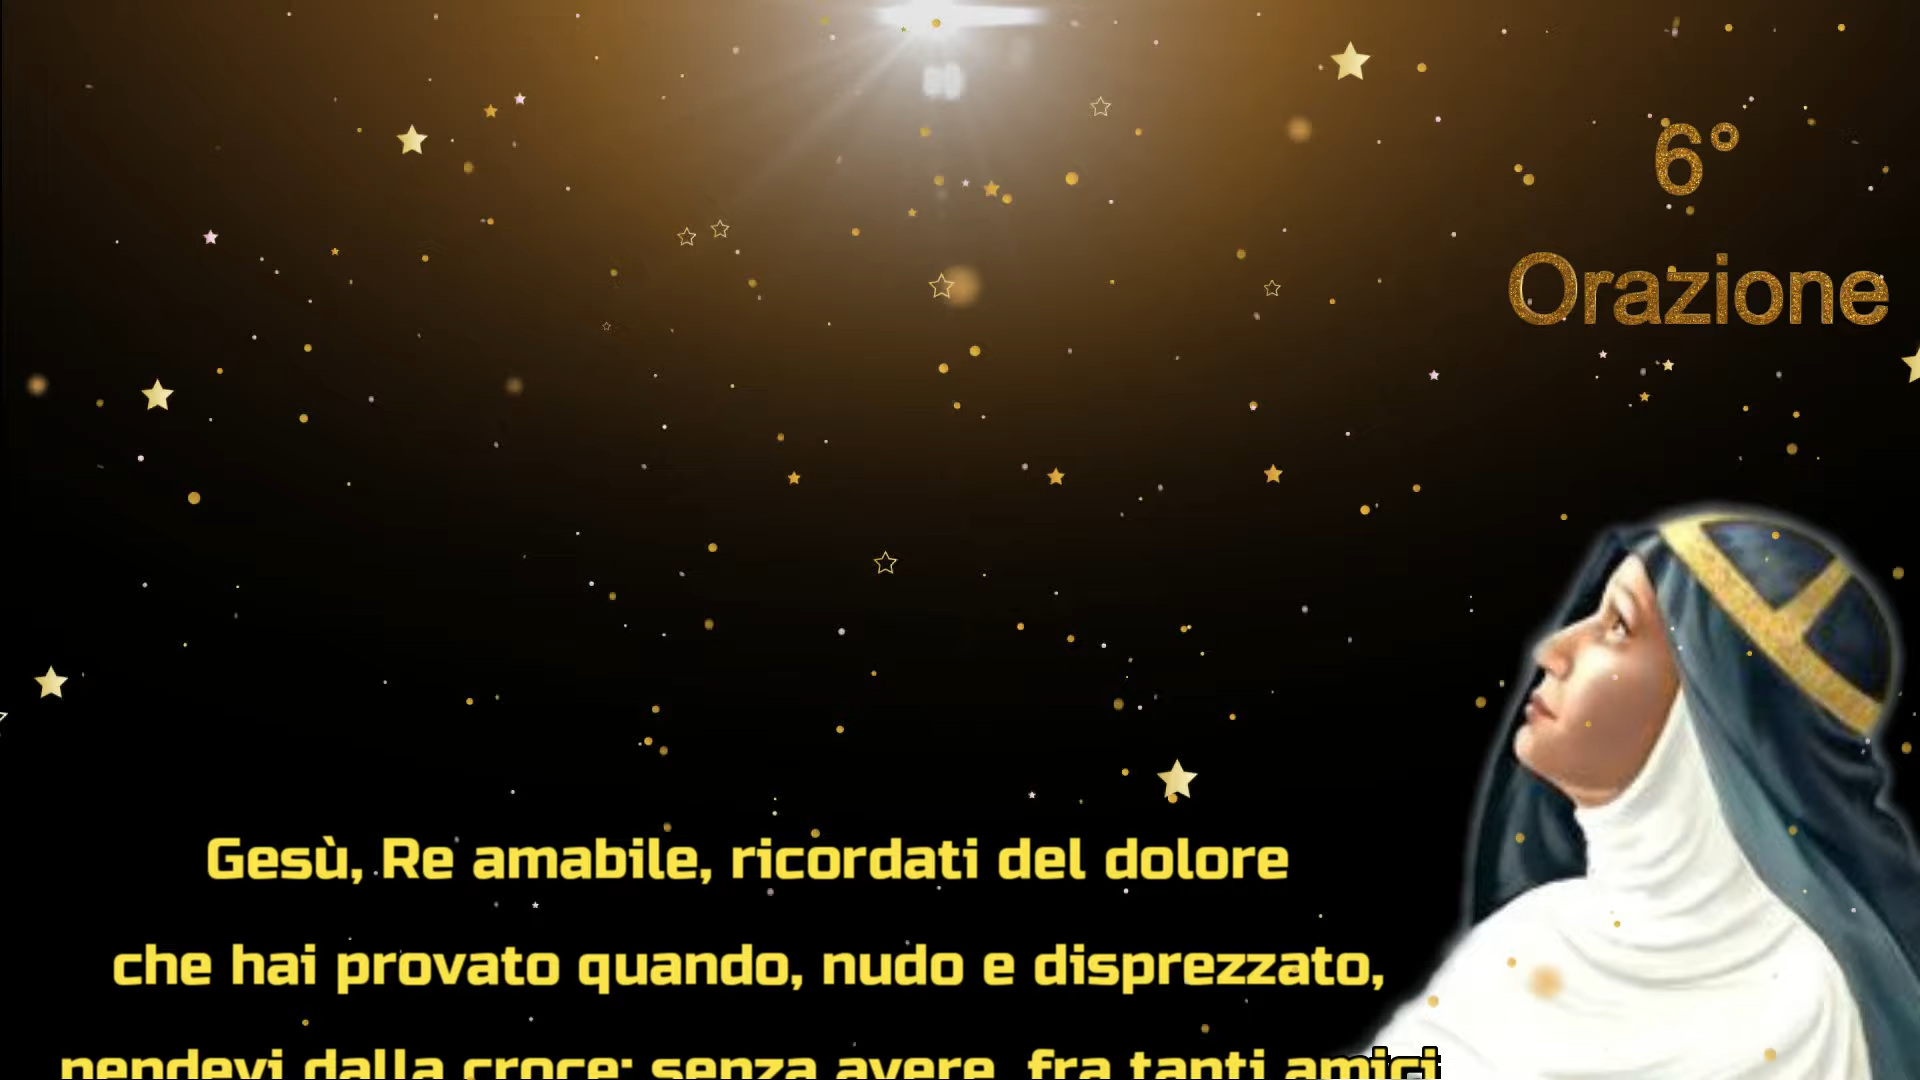 6°
Orazione
Gesù, Re amabile, ricordati del dolore
che hai provato quando, nudo e disprezzato,
pendevi dalla croce; senza avere, fra tanti amici